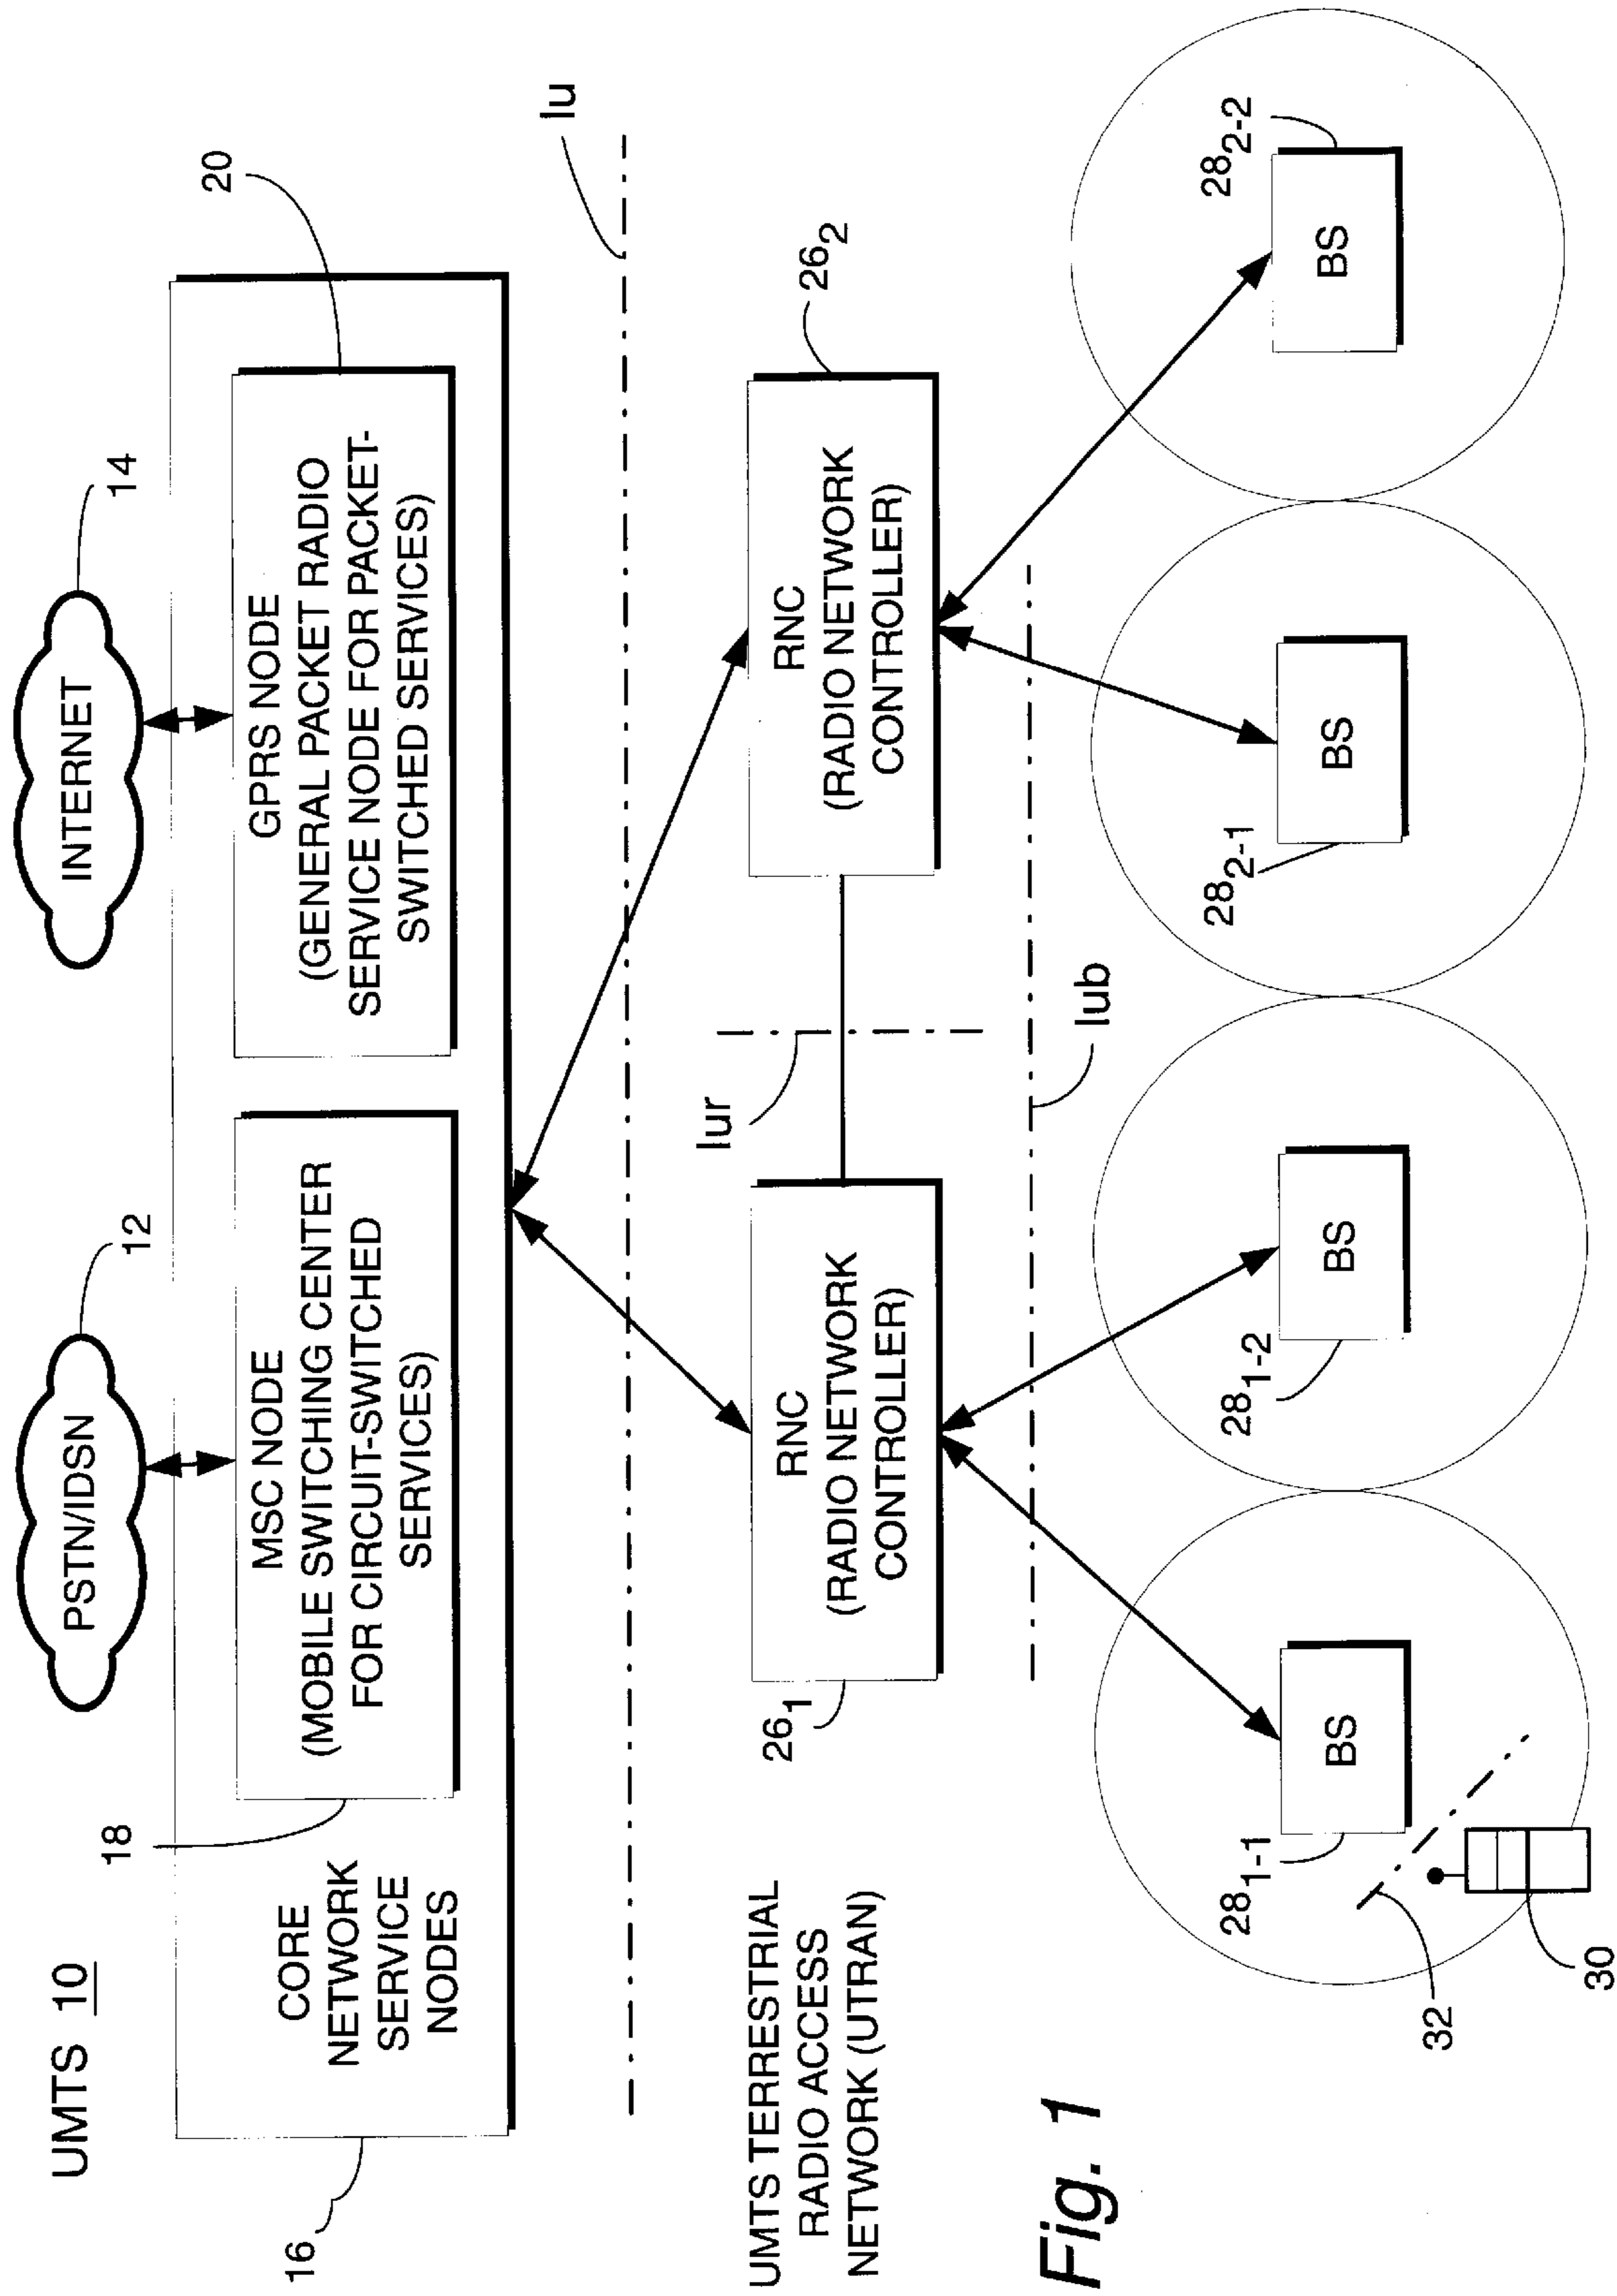 UMTS 10
PSTN/IDSN
12
INTERNET
14
16
CORE
NETWORK
SERVICE
NODES
18
MSC NODE
(MOBILE SWITCHING CENTER
FOR CIRCUIT-SWITCHED
SERVICES)
GPRS NODE
(GENERAL PACKET RADIO
SERVICE NODE FOR PACKET-
SWITCHED SERVICES)
20
Iu
UMTS TERRESTRIAL
RADIO ACCESS
NETWORK (UTRAN)
26₁
RNC
(RADIO NETWORK
CONTROLLER)
Iur
RNC
(RADIO NETWORK
CONTROLLER)
26₂
Iub
28₁₋₁
BS
28₁₋₂
BS
28₂₋₁
BS
28₂₋₂
BS
32
30
Fig. 1